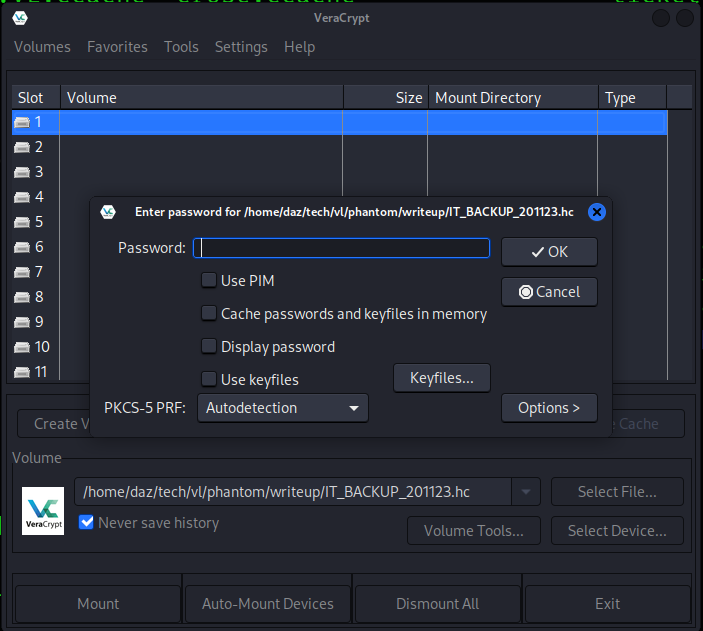 VeraCrypt
Volumes Favorites Tools Settings Help
Slot Volume Size Mount Directory Type
1
2
3
4
5
6
7
8
9
10
11
Enter password for /home/daz/tech/vl/phantom/writeup/IT_BACKUP_201123.hc
Password:
OK
Use PIM
Cancel
Cache passwords and keyfiles in memory
Display password
Use keyfiles
Keyfiles...
PKCS-5 PRF: Autodetection
Options >
Create V
Cache
Volume
/home/daz/tech/vl/phantom/writeup/IT_BACKUP_201123.hc
Select File...
VeraCrypt
Never save history
Volume Tools...
Select Device...
Mount
Auto-Mount Devices
Dismount All
Exit